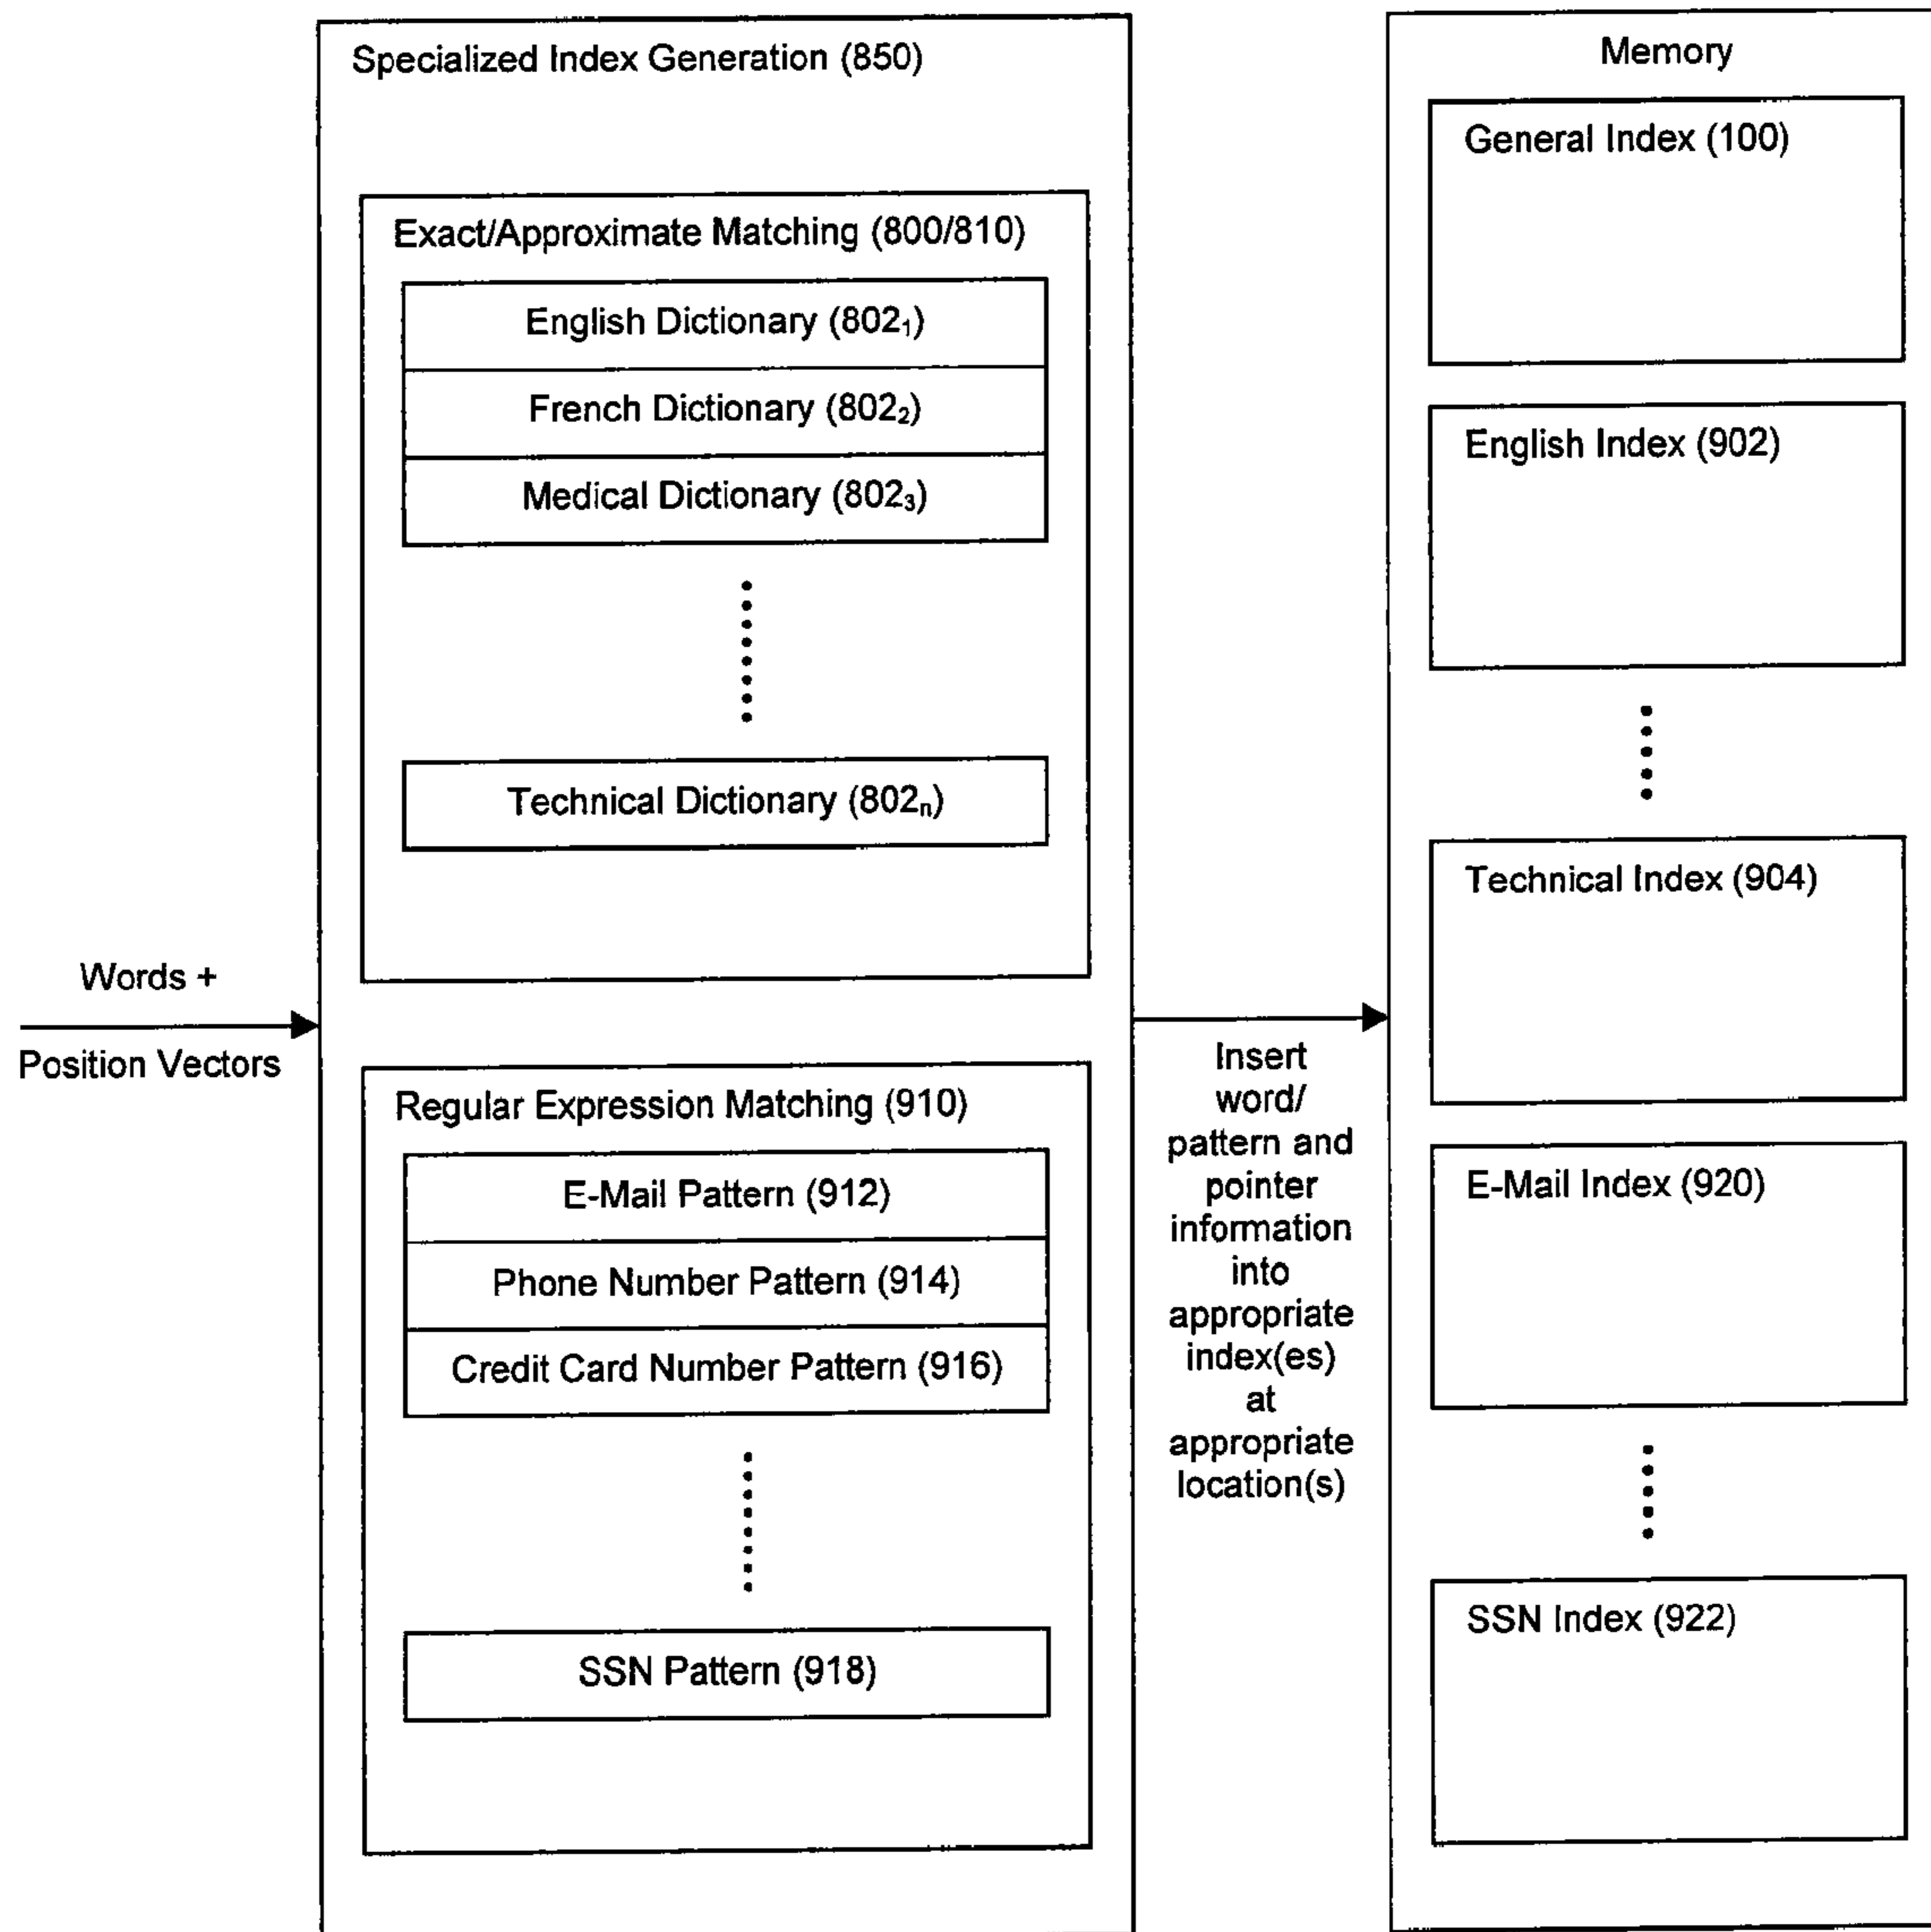 Words +
Position Vectors
Specialized Index Generation (850)
Exact/Approximate Matching (800/810)
English Dictionary (802₁)
French Dictionary (802₂)
Medical Dictionary (802₃)
Technical Dictionary (802ₙ)
Regular Expression Matching (910)
E-Mail Pattern (912)
Phone Number Pattern (914)
Credit Card Number Pattern (916)
SSN Pattern (918)
Insert
word/
pattern and
pointer
information
into
appropriate
index(es)
at
appropriate
location(s)
Memory
General Index (100)
English Index (902)
Technical Index (904)
E-Mail Index (920)
SSN Index (922)